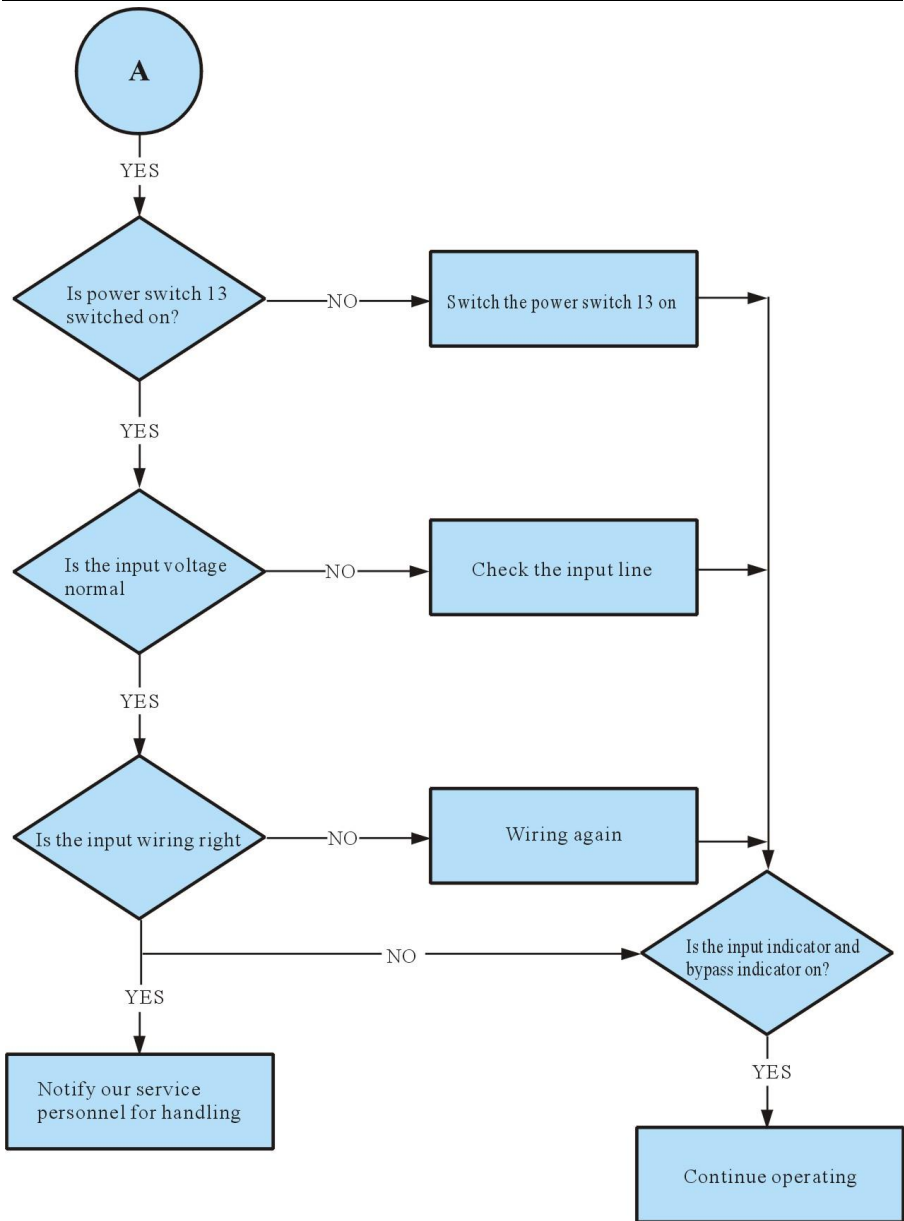 A
YES
Is power switch 13
switched on?
NO
Switch the power switch 13 on
YES
Is the input voltage
normal
NO
Check the input line
YES
Is the input wiring right
NO
Wiring again
NO
Is the input indicator and
bypass indicator on?
YES
YES
Notify our service
personnel for handling
Continue operating